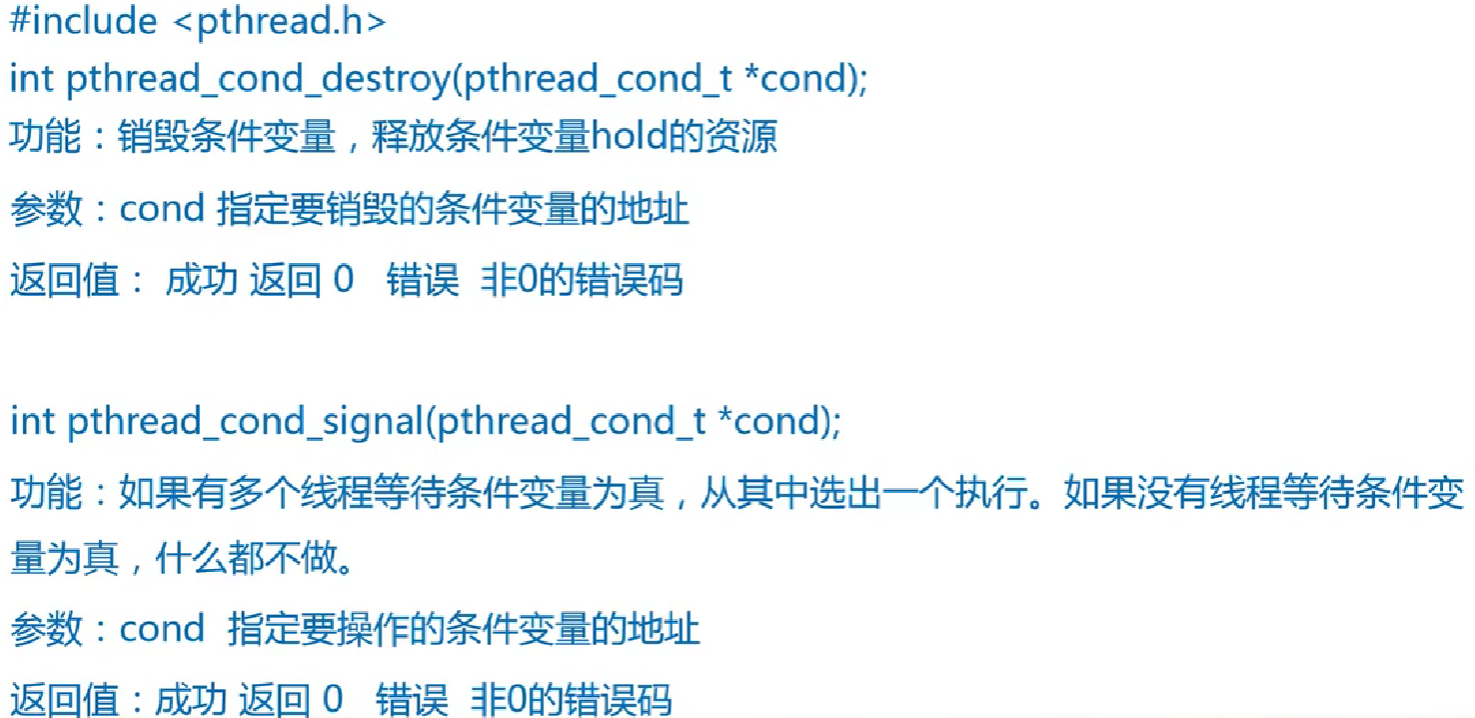 #include <pthread.h>
int pthread_cond_destroy(pthread_cond_t *cond);
功能：销毁条件变量，释放条件变量hold的资源
参数：cond 指定要销毁的条件变量的地址
返回值： 成功 返回 0 错误 非0的错误码
int pthread_cond_signal(pthread_cond_t *cond);
功能：如果有多个线程等待条件变量为真，从其中选出一个执行。如果没有线程等待条件变
量为真，什么都不做。
参数：cond 指定要操作的条件变量的地址
返回值：成功 返回 0 错误 非0的错误码